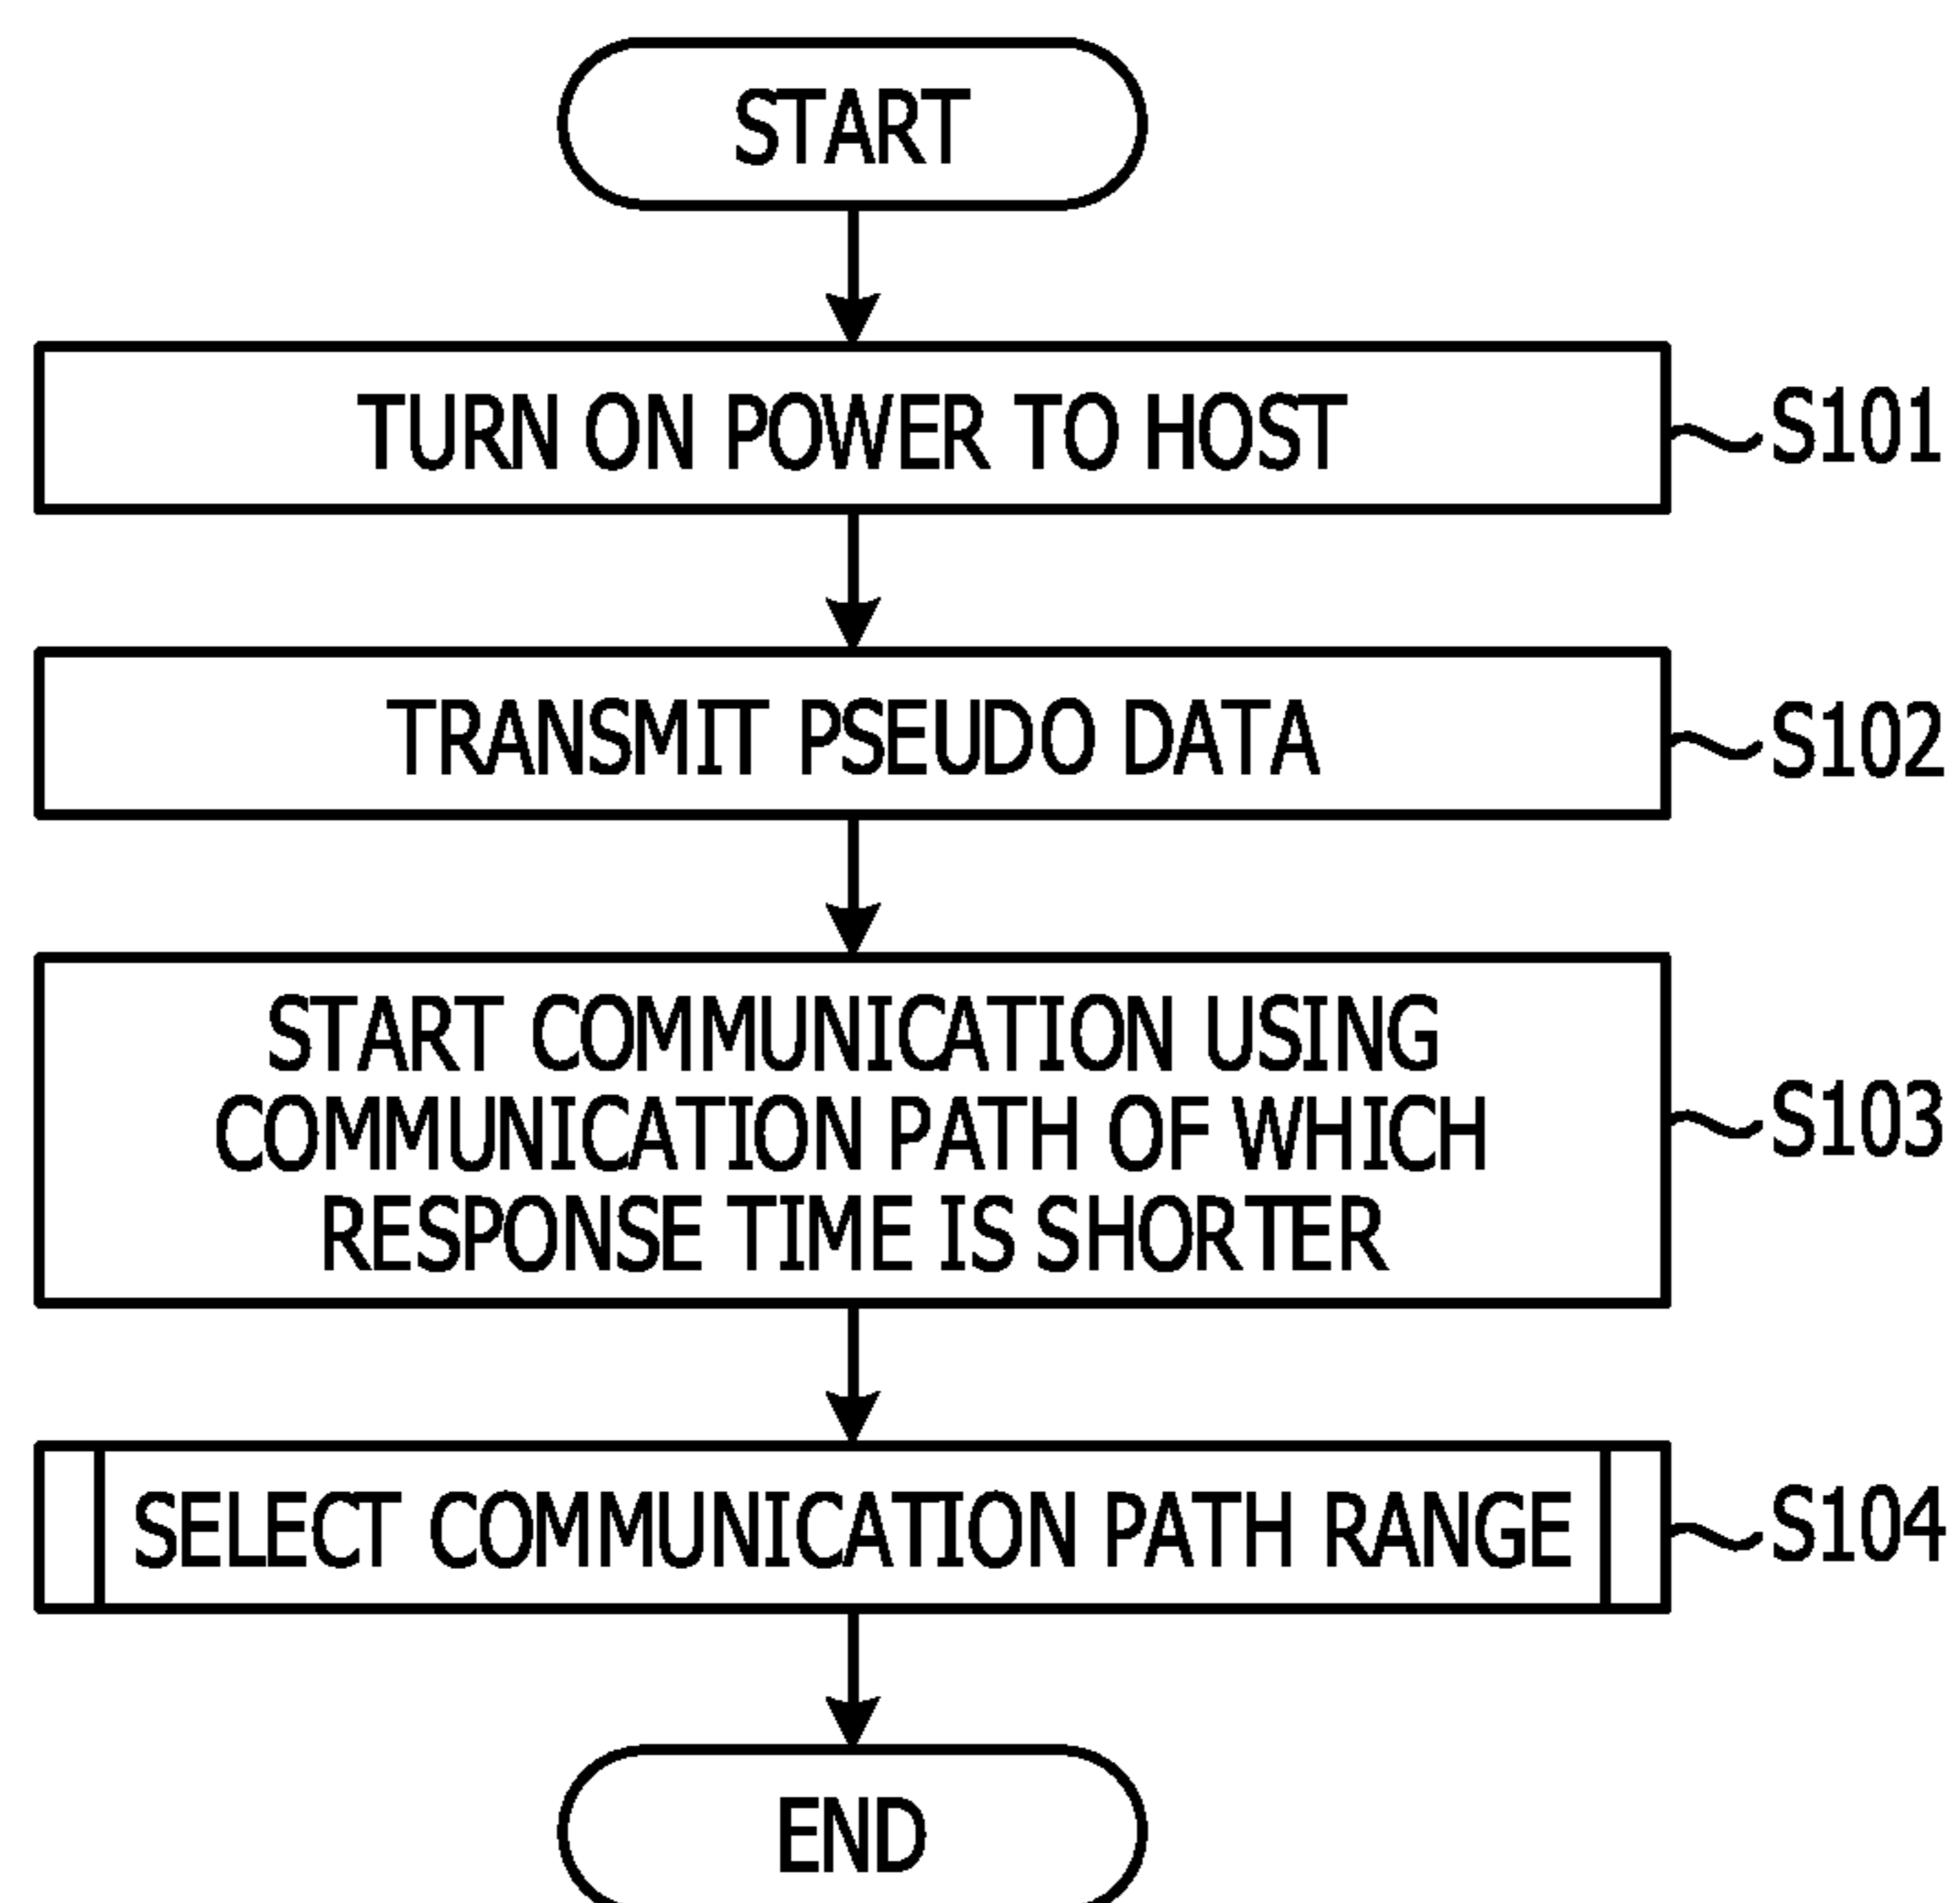 START
TURN ON POWER TO HOST
S101
TRANSMIT PSEUDO DATA
S102
START COMMUNICATION USING
COMMUNICATION PATH OF WHICH
RESPONSE TIME IS SHORTER
S103
SELECT COMMUNICATION PATH RANGE
S104
END